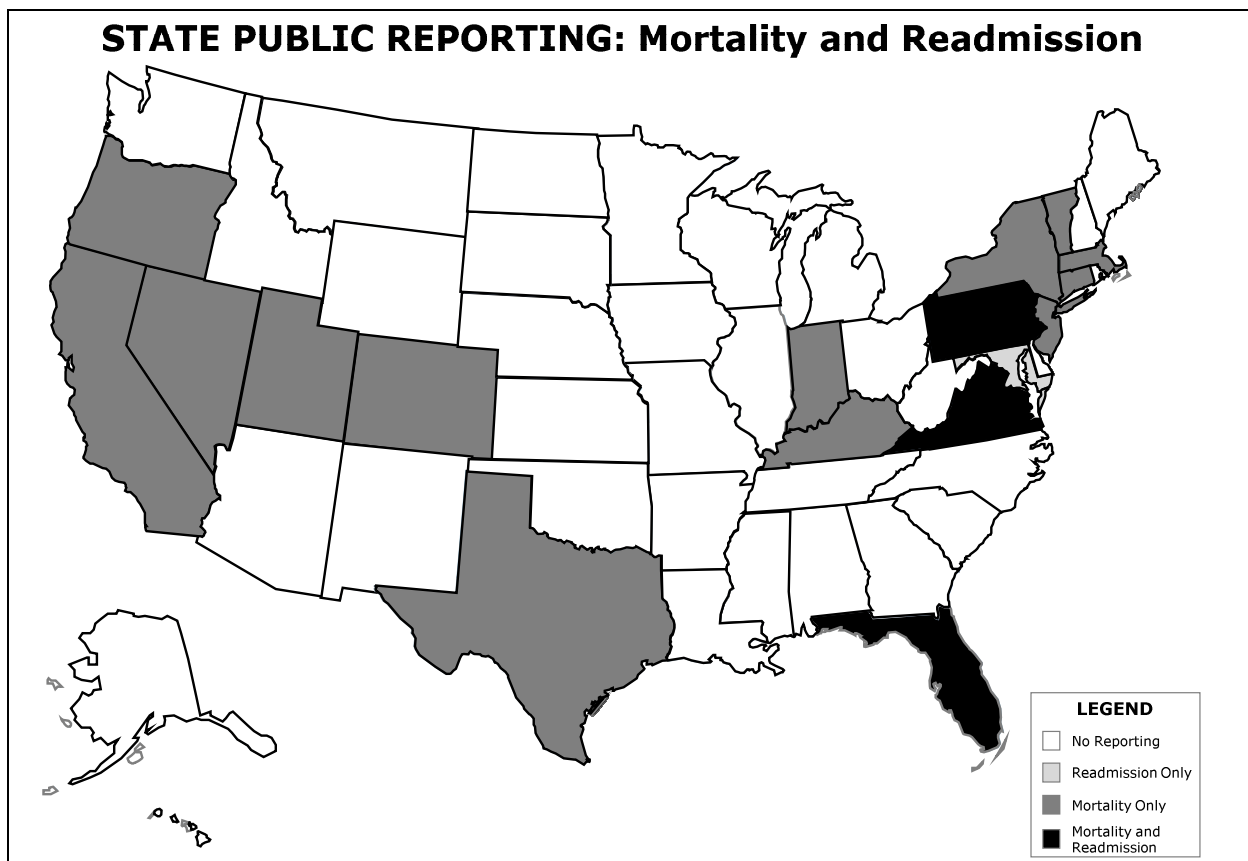 STATE PUBLIC REPORTING: Mortality and Readmission
LEGEND
No Reporting
Readmission Only
Mortality Only
Mortality and
Readmission